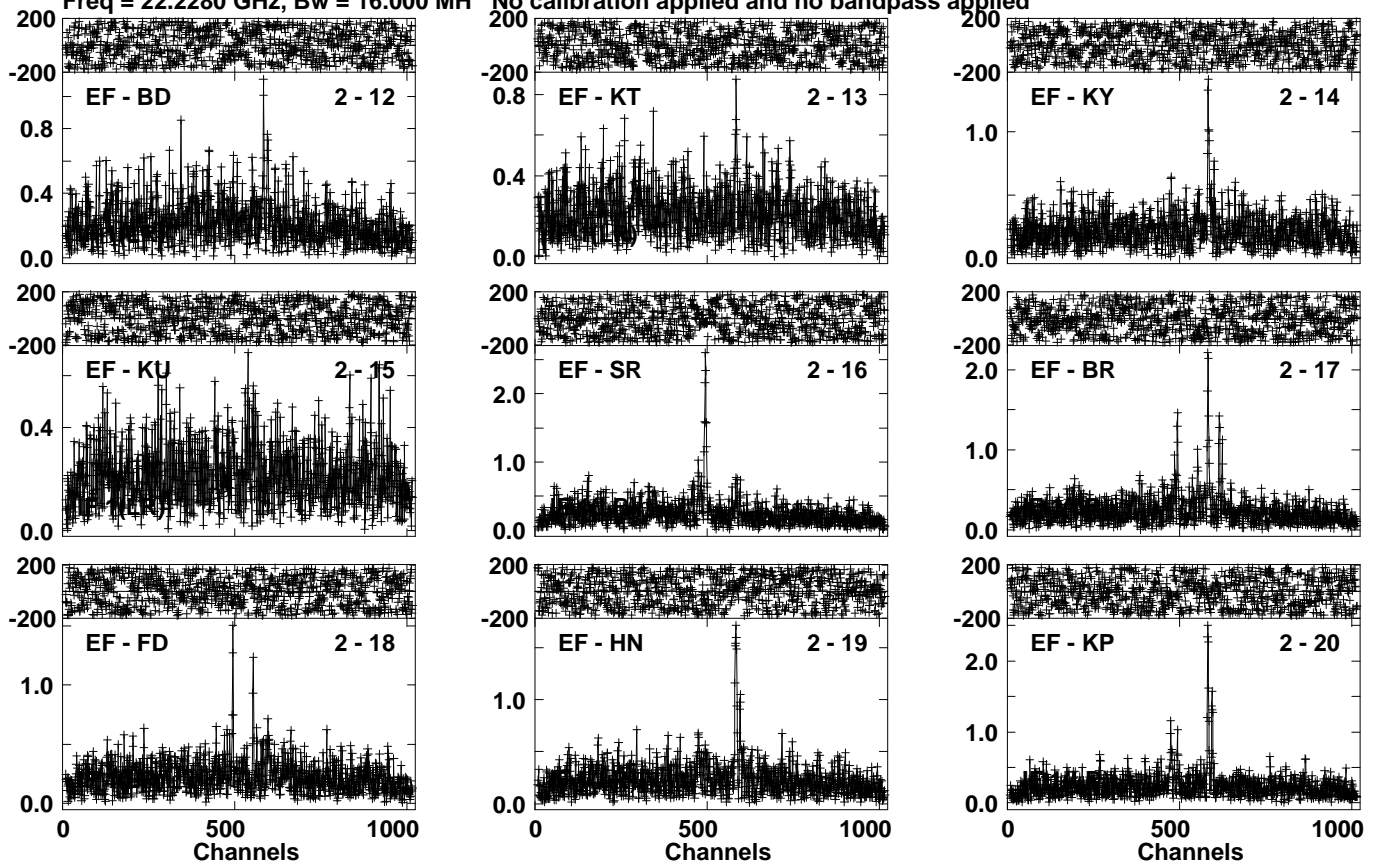 Freq = 22.2280 GHz, Bw = 16.000 MH No calibration applied and no bandpass applied
200 200 200
-200 -200 -200
EF - BD 2 - 12 EF - KT 2 - 13 EF - KY 2 - 14
0.8 0.8 1.0
0.4 0.4
0.0 0.0 0.0
200 200 200
-200 -200 -200
EF - KU 2 - 15 EF - SR 2 - 16 EF - BR 2 - 17
0.4 2.0 2.0
1.0 1.0
0.0 0.0 0.0
200 200 200
-200 -200 -200
EF - FD 2 - 18 EF - HN 2 - 19 EF - KP 2 - 20
1.0 1.0 2.0
1.0
0.0 0.0 0.0
0 500 1000 0 500 1000 0 500 1000
Channels Channels Channels